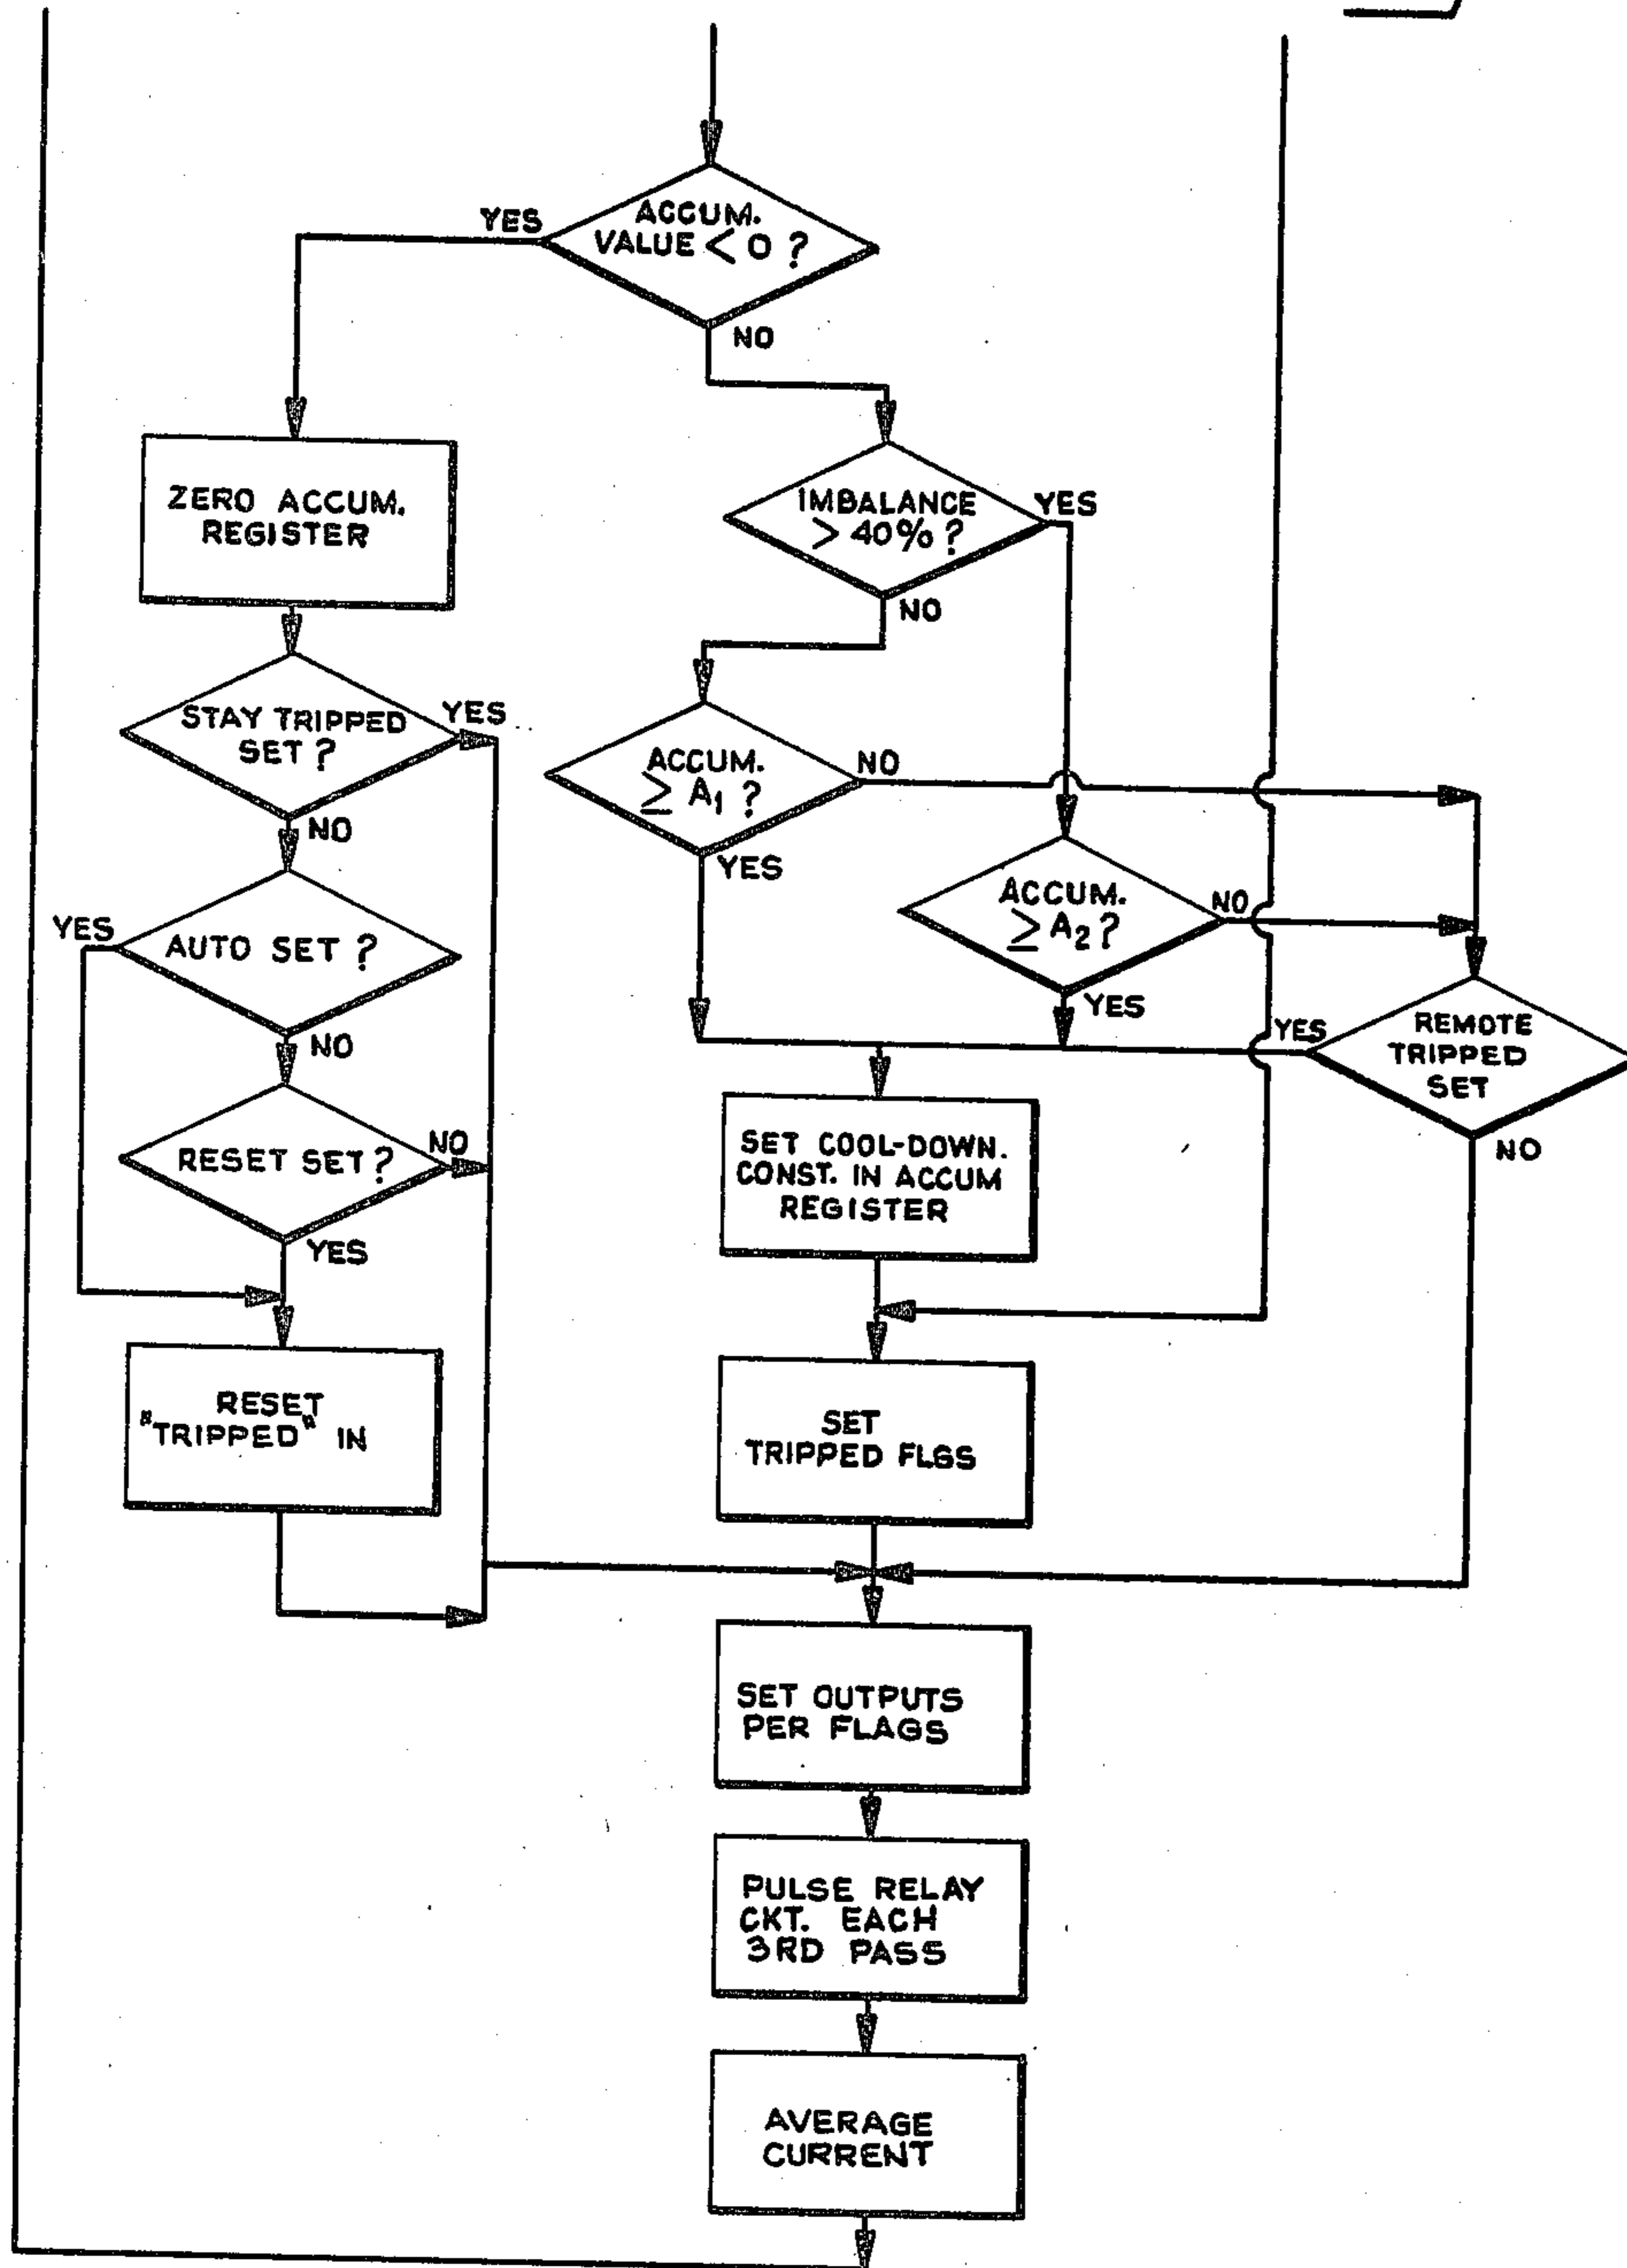 YES
ACCUM.
VALUE < 0 ?
NO
ZERO ACCUM.
REGISTER
IMBALANCE
> 40% ?
YES
NO
STAY TRIPPED
SET ?
YES
NO
ACCUM.
≥ A₁ ?
NO
YES
ACCUM.
≥ A₂ ?
NO
YES
YES
AUTO SET ?
NO
YES
REMOTE
TRIPPED
SET
NO
RESET SET ?
NO
YES
SET COOL-DOWN.
CONST. IN ACCUM
REGISTER
RESET
"TRIPPED" IN
SET
TRIPPED FLGS
SET OUTPUTS
PER FLAGS
PULSE RELAY
CKT. EACH
3RD PASS
AVERAGE
CURRENT